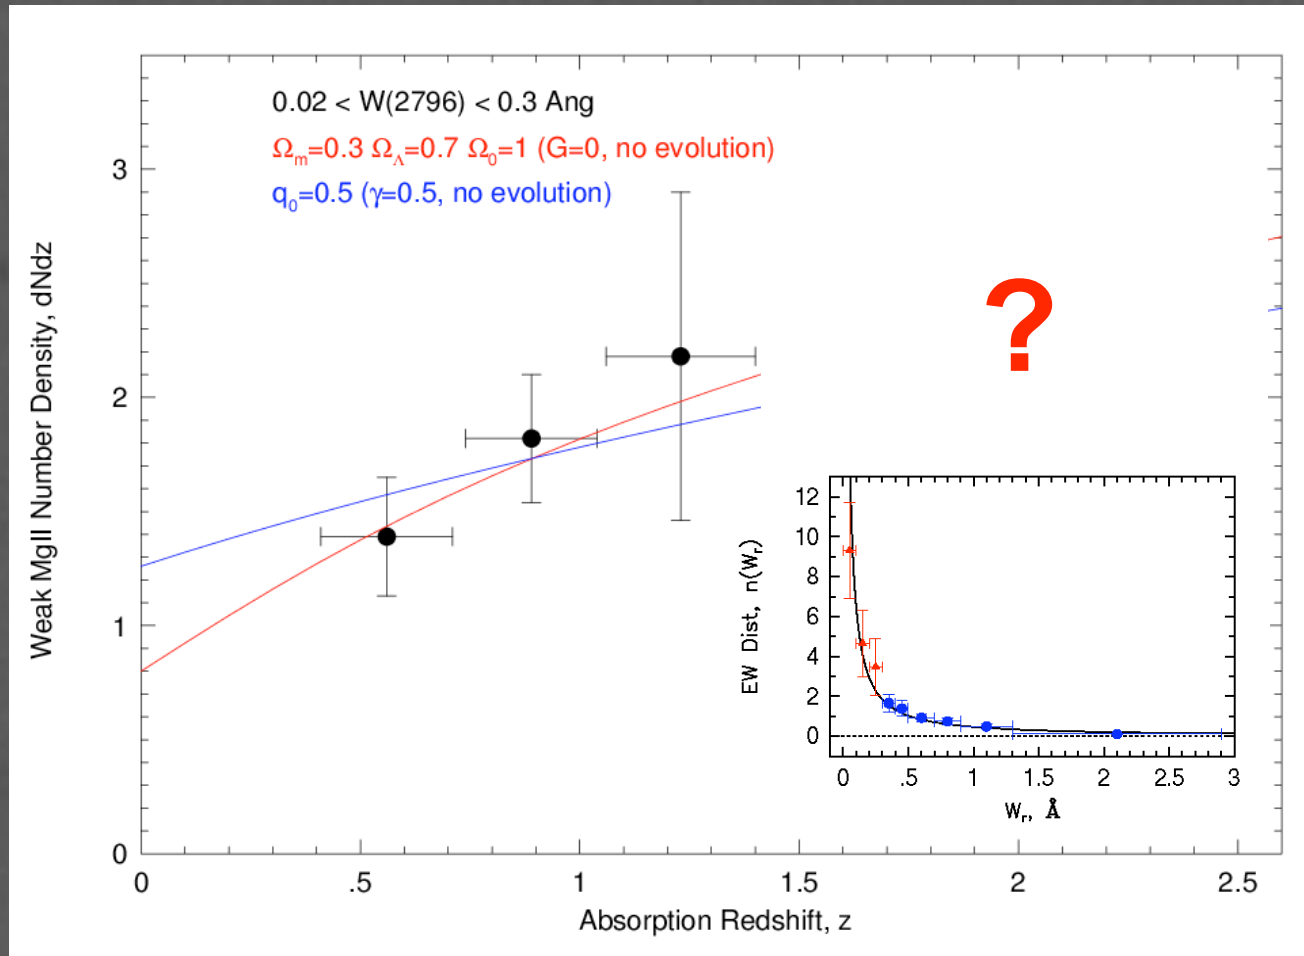 0.02 < W(2796) < 0.3 Ang
Ωm=0.3 ΩΛ=0.7 Ω0=1 (G=0, no evolution)
q0=0.5 (γ=0.5, no evolution)
?
Weak MgII Number Density, dNdz
3
2
1
0
0 .5 1 1.5 2 2.5
Absorption Redshift, z
EW Dist, n(Wr)
12
10
8
6
4
2
0
0 .5 1 1.5 2 2.5 3
Wr, Å